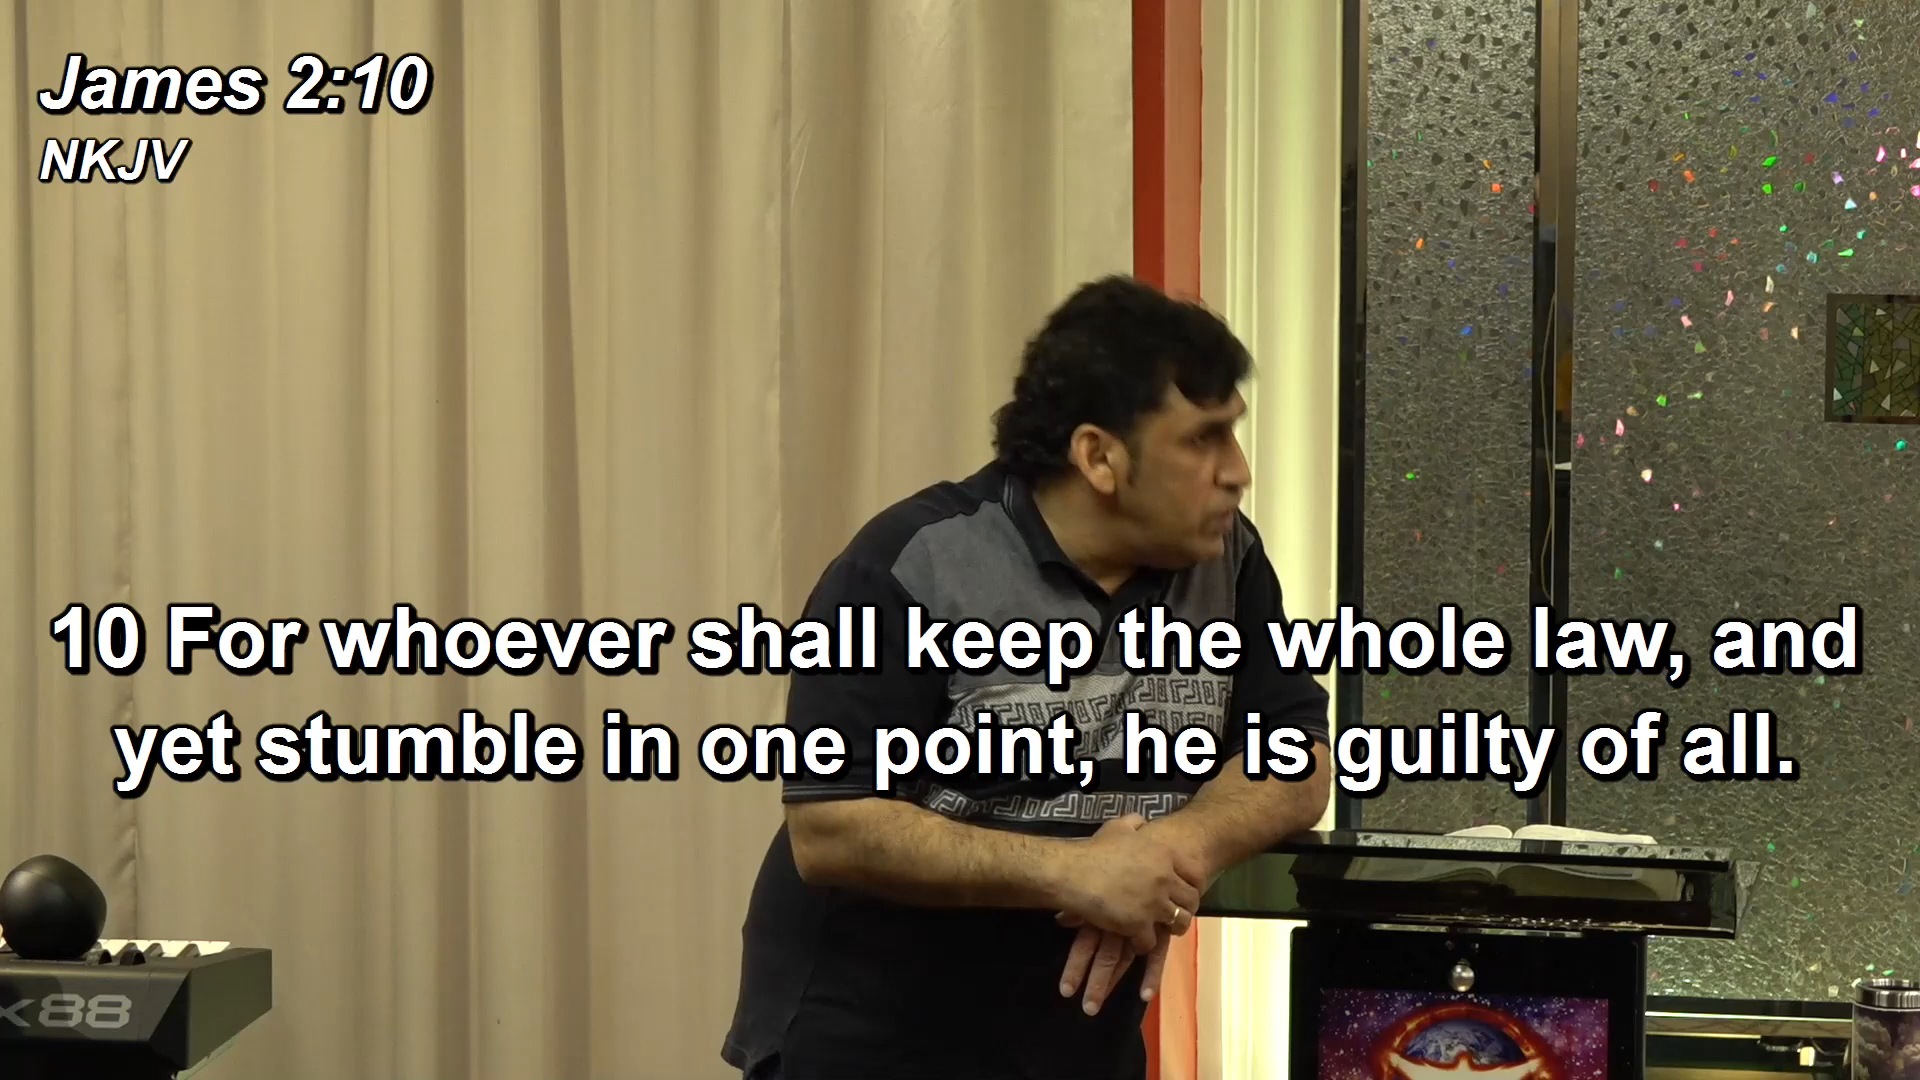 James 2:10
NKJV
10 For whoever shall keep the whole law, and
yet stumble in one point, he is guilty of all.
x88